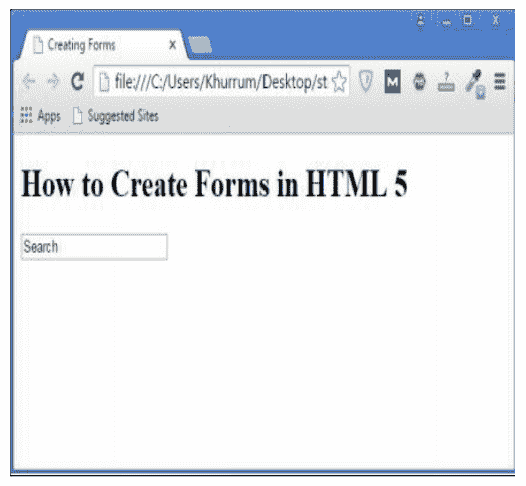 Creating Forms
file:///C:/Users/Khurrum/Desktop/st
Apps Suggested Sites
How to Create Forms in HTML 5
Search